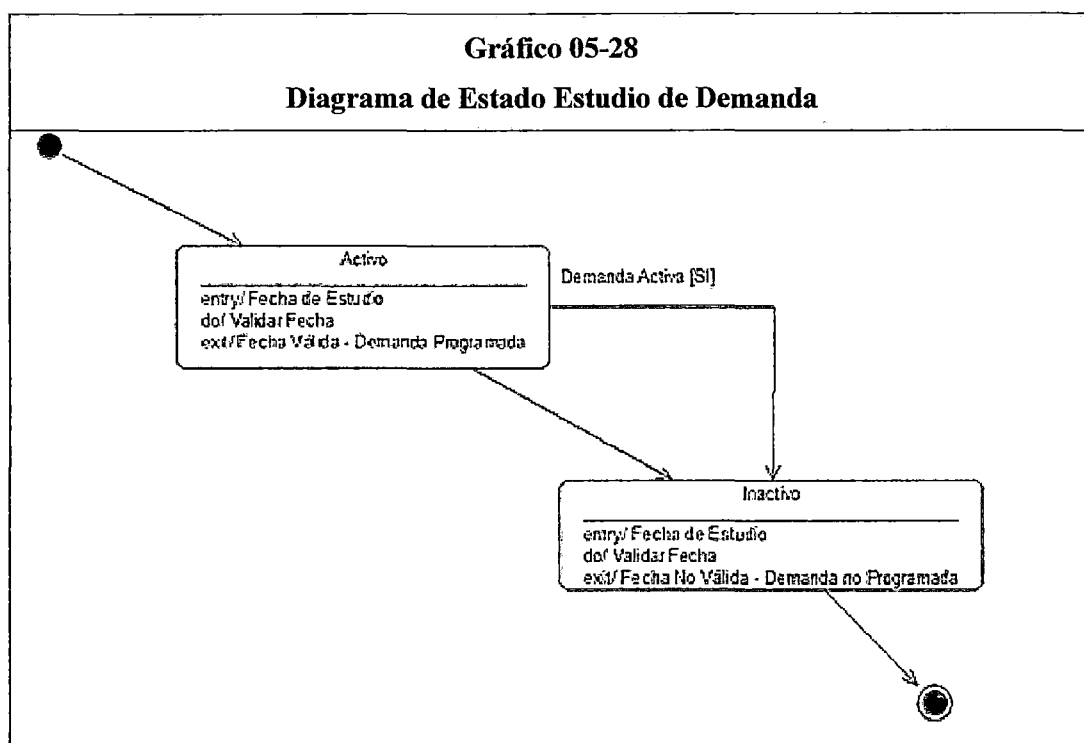 Gráfico 05-28
Diagrama de Estado Estudio de Demanda
Activo
entry/ Fecha de Estudio
do/ Validar Fecha
exit/ Fecha Válida - Demanda Programada
Demanda Activa [SI]
Inactivo
entry/ Fecha de Estudio
do/ Validar Fecha
exit/ Fecha No Válida - Demanda no Programada